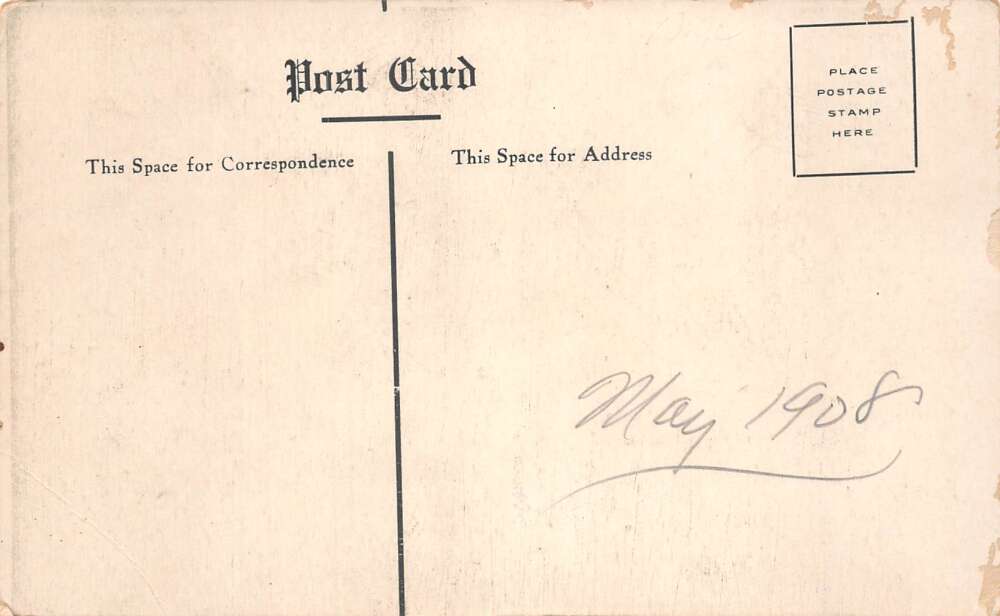 Post Card
This Space for Correspondence
This Space for Address
PLACE
POSTAGE
STAMP
HERE
May 1908